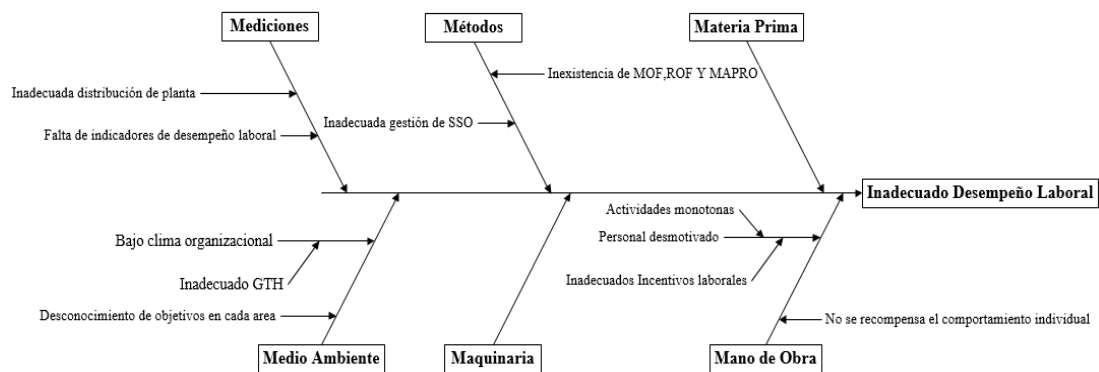 Mediciones
Métodos
Materia Prima
Inexistencia de MOF,ROF Y MAPRO
Inadecuada distribución de planta
Inadecuada gestión de SSO
Falta de indicadores de desempeño laboral
Inadecuado Desempeño Laboral
Actividades monotonas
Bajo clima organizacional
Personal desmotivado
Inadecuado GTH
Inadecuados Incentivos laborales
Desconocimiento de objetivos en cada area
No se recompensa el comportamiento individual
Medio Ambiente
Maquinaria
Mano de Obra